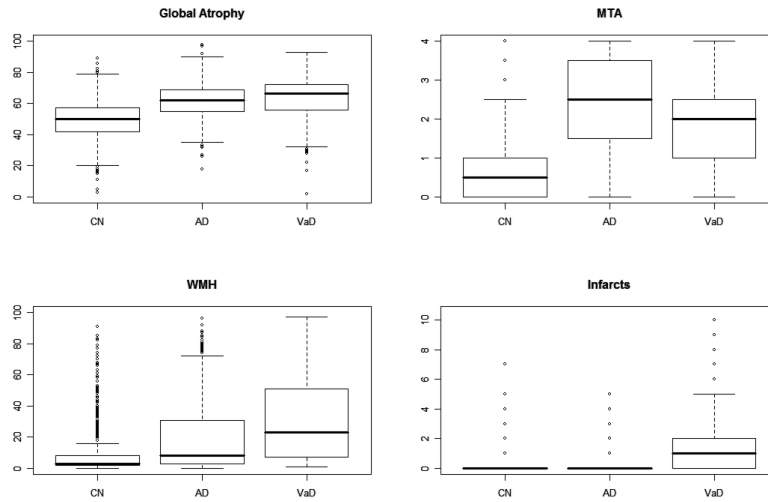 Global Atrophy
100
80
60
40
20
0
CN AD VaD
MTA
4
3
2
1
0
CN AD VaD
WMH
100
80
60
40
20
0
CN AD VaD
Infarcts
10
8
6
4
2
0
CN AD VaD